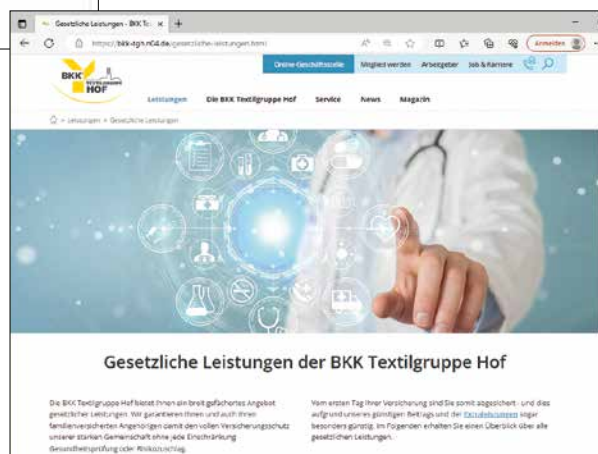 Gesetzliche Leistungen - BKK Te
https://bkk-tgh.n04.de/gesetzliche-leistungen.html
Anmelden
BKK
TEXTILGRUPPE
HOF
Online-Geschäftsstelle Mitglied werden Arbeitgeber Job & Karriere
Leistungen Die BKK Textilgruppe Hof Service News Magazin
Leistungen Gesetzliche Leistungen
Gesetzliche Leistungen der BKK Textilgruppe Hof
Die BKK Textilgruppe Hof bietet Ihnen ein breit gefächertes Angebot
gesetzlicher Leistungen. Wir garantieren Ihnen und auch Ihren
familienversicherten Angehörigen damit den vollen Versicherungsschutz
unserer starken Gemeinschaft ohne jede Einschränkung
Gesundheitsprüfung oder Risikozuschlag.
Vom ersten Tag Ihrer Versicherung sind Sie somit abgesichert - und dies
aufgrund unseres günstigen Beitrags und der Extraleistungen sogar
besonders günstig. Im Folgenden erhalten Sie einen Überblick über alle
gesetzlichen Leistungen.